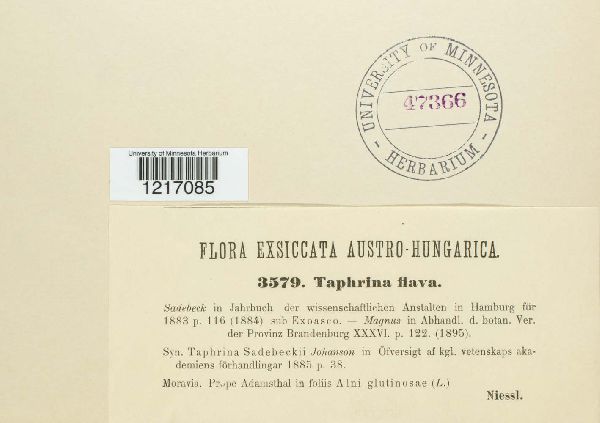 UNIVERSITY OF MINNESOTA
47366
- HERBARIUM -
University of Minnesota Herbarium
1217085
FLORA EXSICCATA AUSTRO-HUNGARICA.
3579. Taphrina flava.
Sadebeck in Jahrbuch der wissenschaftlichen Anstalten in Hamburg für
1883 p. 116 (1884) sub Exoasco. — Magnus in Abhandl. d. botan. Ver.
der Provinz Brandenburg XXXVI. p. 122. (1895).
Syn. Taphrina Sadebeckii Johanson in Öfversigt af kgl. vetenskaps aka-
demiens förhandlingar 1885 p. 38.
Moravia. Prope Adamsthal in foliis Alni glutinosae (L.)
Niessl.